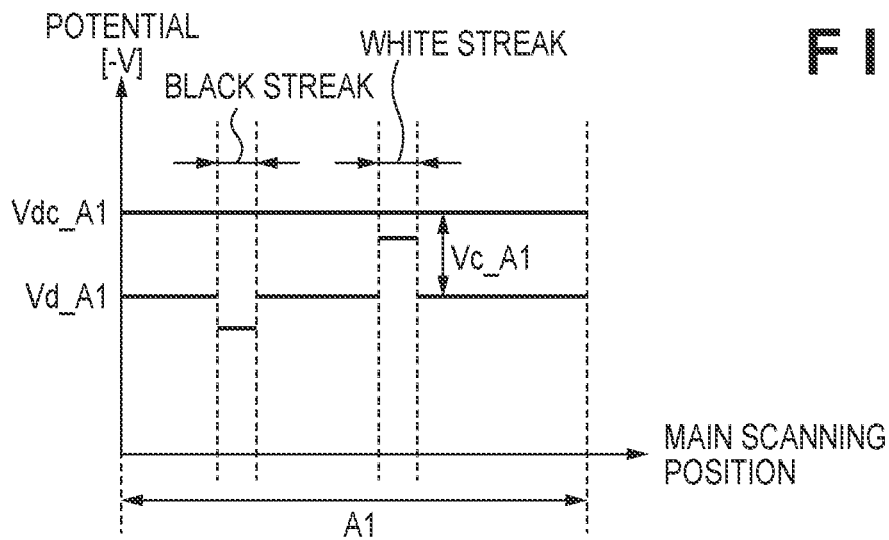 POTENTIAL
[-V]
WHITE STREAK
F I
BLACK STREAK
Vdc_A1
Vc_A1
Vd_A1
MAIN SCANNING
POSITION
A1